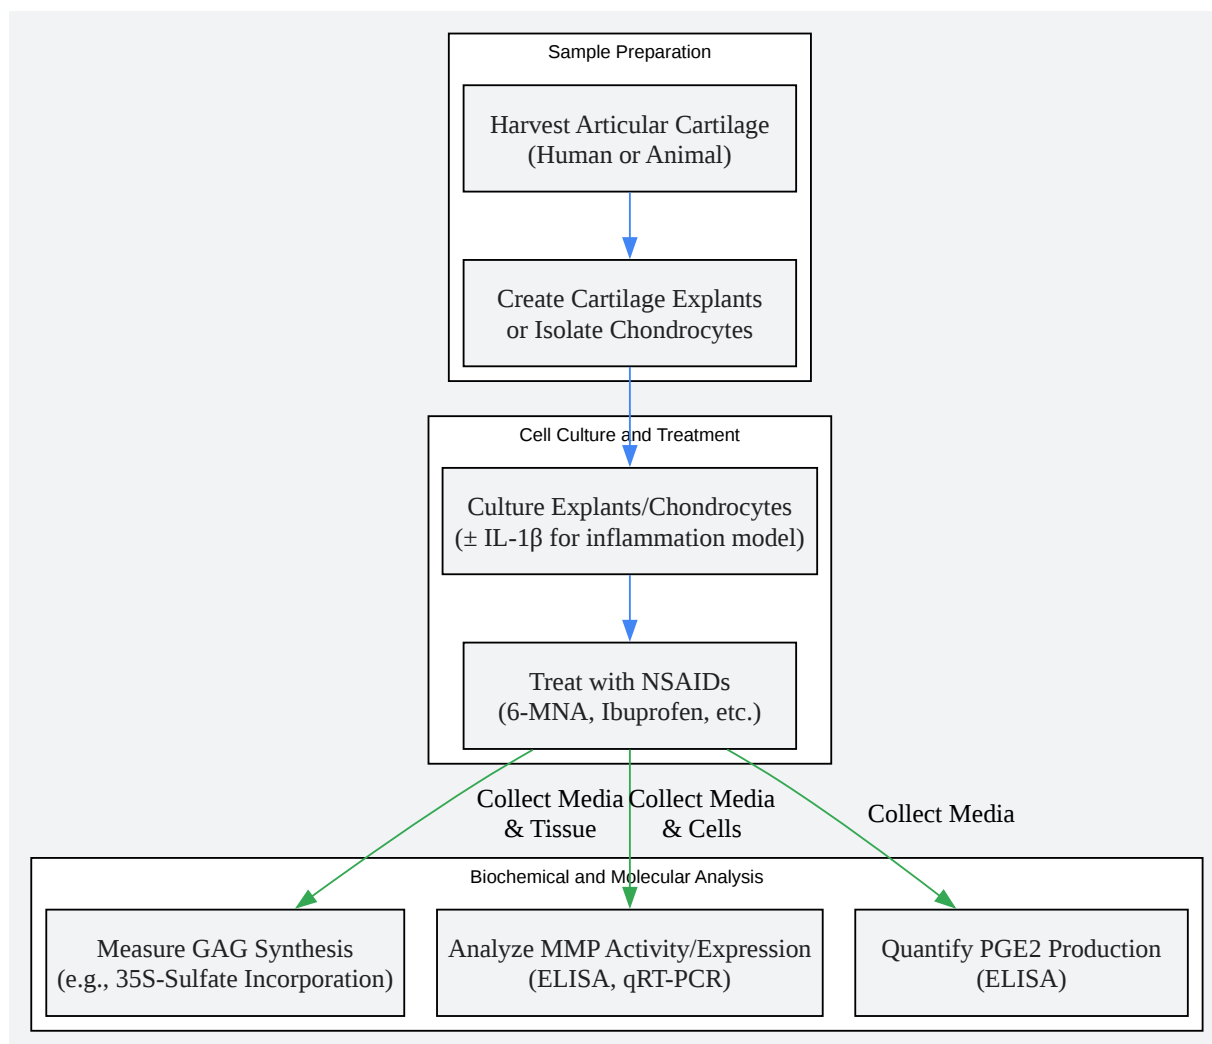 Sample Preparation
Harvest Articular Cartilage
(Human or Animal)
Create Cartilage Explants
or Isolate Chondrocytes
Cell Culture and Treatment
Culture Explants/Chondrocytes
(± IL-1β for inflammation model)
Treat with NSAIDs
(6-MNA, Ibuprofen, etc.)
Collect Media
& Tissue
Collect Media
& Cells
Collect Media
Biochemical and Molecular Analysis
Measure GAG Synthesis
(e.g., 35S-Sulfate Incorporation)
Analyze MMP Activity/Expression
(ELISA, qRT-PCR)
Quantify PGE2 Production
(ELISA)